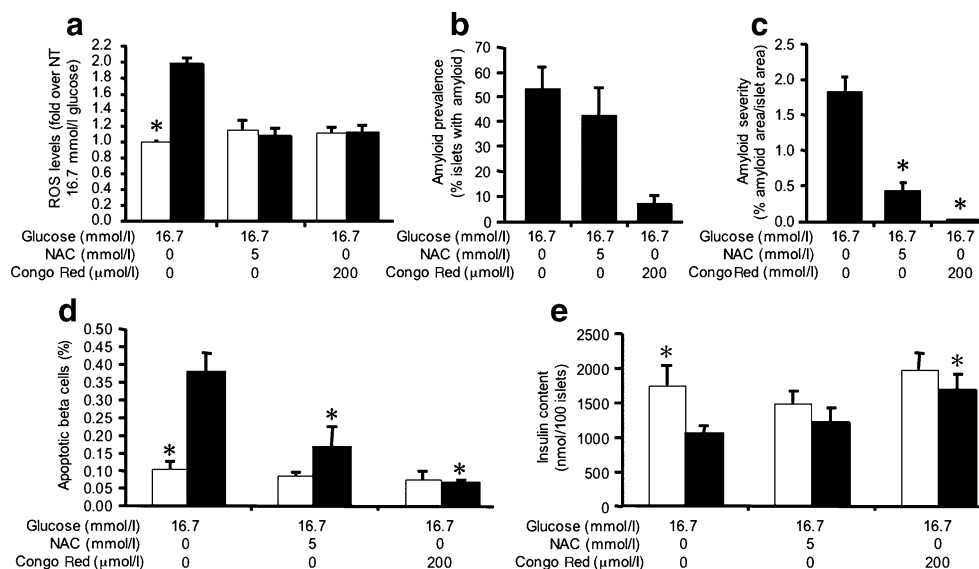 a
ROS levels (fold over NT
16.7 mmol/l glucose)
2.2
2.0
1.8
1.6
1.4
1.2
1.0
0.8
0.6
0.4
0.2
0.0
*
Glucose (mmol/l) 16.7 16.7 16.7
NAC (mmol/l) 0 5 0
Congo Red (μmol/l) 0 0 200
b
Amyloid prevalence
(% islets with amyloid )
70
60
50
40
30
20
10
0
Glucose (mmol/l) 16.7 16.7 16.7
NAC (mmol/l) 0 5 0
Congo Red (μmol/l) 0 0 200
c
Amyloid severity
(% amyloid area/islet area)
2.5
2.0
1.5
1.0
0.5
0.0
* *
Glucose (mmol/l) 16.7 16.7 16.7
NAC (mmol/l) 0 5 0
Congo Red (μmol/l) 0 0 200
d
Apoptotic beta cells (%)
0.50
0.45
0.40
0.35
0.30
0.25
0.20
0.15
0.10
0.05
0.00
* * *
Glucose (mmol/l) 16.7 16.7 16.7
NAC (mmol/l) 0 5 0
Congo Red (μmol/l) 0 0 200
e
Insulin content
(nmol/100 islets)
2500
2000
1500
1000
500
0
* *
Glucose (mmol/l) 16.7 16.7 16.7
NAC (mmol/l) 0 5 0
Congo Red (μmol/l) 0 0 200